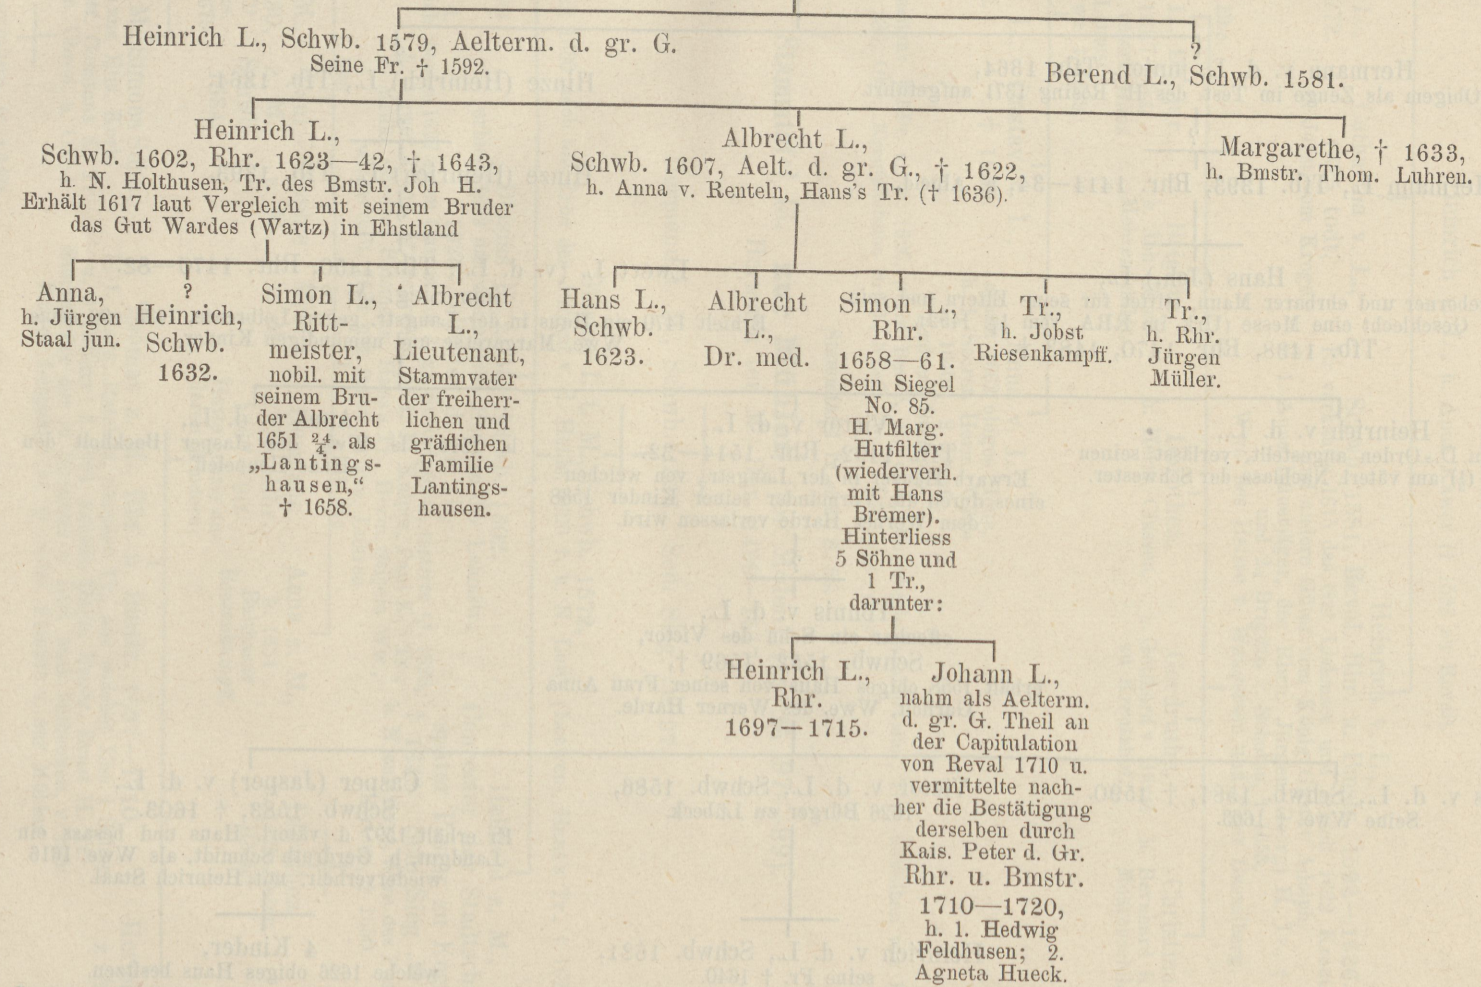 Heinrich L., Schwb. 1579, Aelterm. d. gr. G.
Seine Fr. † 1592.
?
Berend L., Schwb. 1581.
Heinrich L.,
Schwb. 1602, Rhr. 1623—42, † 1643,
h. N. Holthusen, Tr. des Bmstr. Joh H.
Erhält 1617 laut Vergleich mit seinem Bruder
das Gut Wardes (Wartz) in Ehstland
Albrecht L.,
Schwb. 1607, Aelt. d. gr. G., † 1622,
h. Anna v. Renteln, Hans's Tr. († 1636).
Margarethe, † 1633,
h. Bmstr. Thom. Luhren.
Anna,
h. Jürgen
Staal jun.
?
Heinrich,
Schwb.
1632.
Simon L.,
Ritt-
meister,
nobil. mit
seinem Bru-
der Albrecht
1651 24/4. als
„Lantings-
hausen,“
† 1658.
Albrecht
L.,
Lieutenant,
Stammvater
der freiherr-
lichen und
gräflichen
Familie
Lantings-
hausen.
Hans L.,
Schwb.
1623.
Albrecht
L.,
Dr. med.
Simon L.,
Rhr.
1658—61.
Sein Siegel
No. 85.
H. Marg.
Hutfilter
(wiederverh.
mit Hans
Bremer).
Hinterliess
5 Söhne und
1 Tr.,
darunter:
Tr.,
h. Jobst
Riesenkampff.
Tr.,
h. Rhr.
Jürgen
Müller.
Heinrich L.,
Rhr.
1697—1715.
Johann L.,
nahm als Aelterm.
d. gr. G. Theil an
der Capitulation
von Reval 1710 u.
vermittelte nach-
her die Bestätigung
derselben durch
Kais. Peter d. Gr.
Rhr. u. Bmstr.
1710—1720,
h. 1. Hedwig
Feldhusen; 2.
Agneta Hueck.